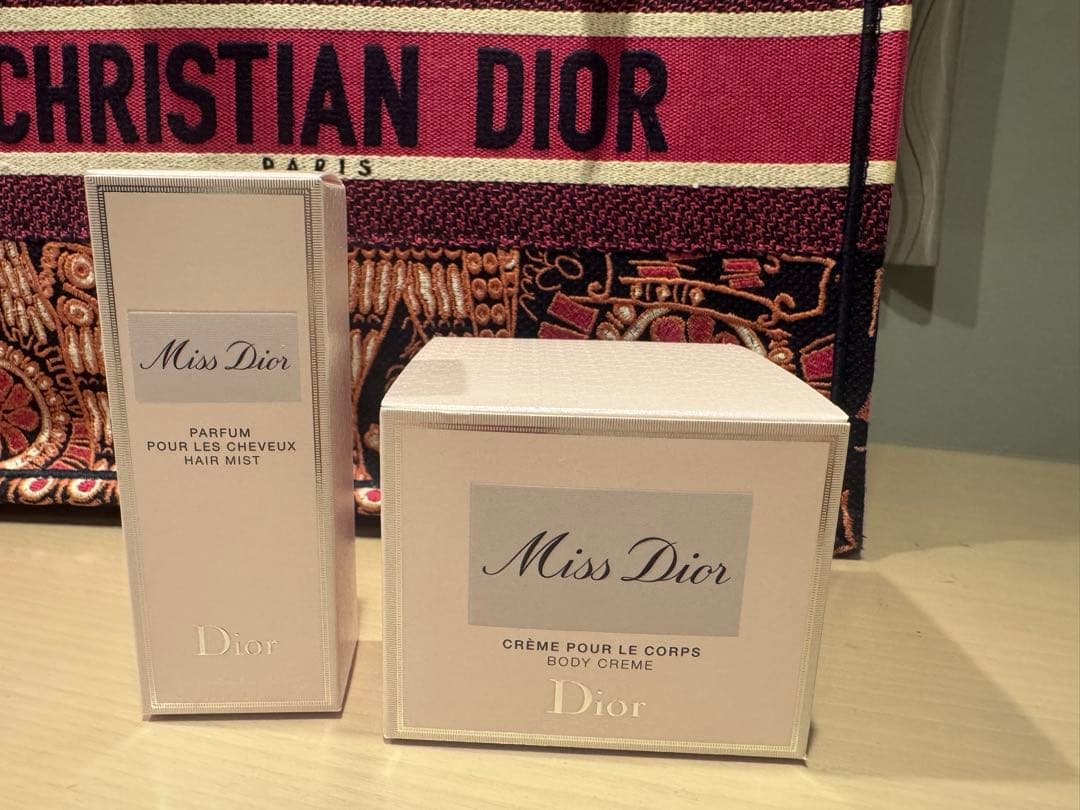 CHRISTIAN DIOR
PARIS
Miss Dior
PARFUM
POUR LES CHEVEUX
HAIR MIST
Dior
Miss Dior
CRÈME POUR LE CORPS
BODY CREME
Dior